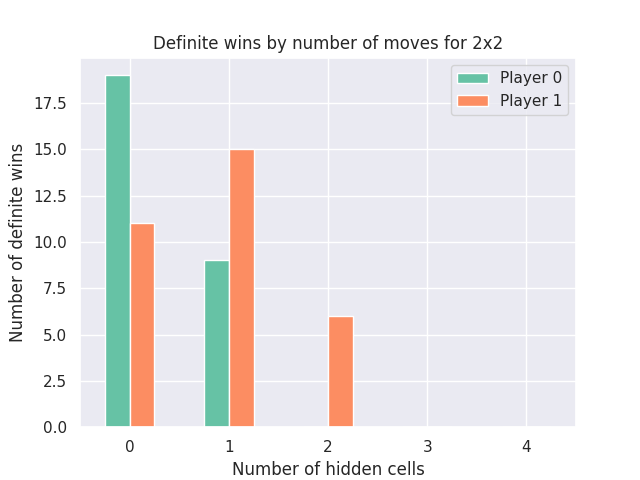 Definite wins by number of moves for 2x2
Player 0
Player 1
Number of definite wins
17.5
15.0
12.5
10.0
7.5
5.0
2.5
0.0
0 1 2 3 4
Number of hidden cells